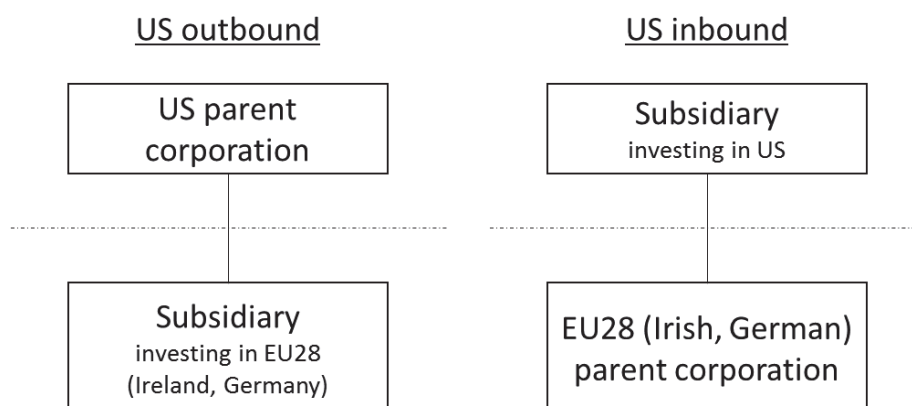 US outbound
US parent
corporation
Subsidiary
investing in EU28
(Ireland, Germany)
US inbound
Subsidiary
investing in US
EU28 (Irish, German)
parent corporation